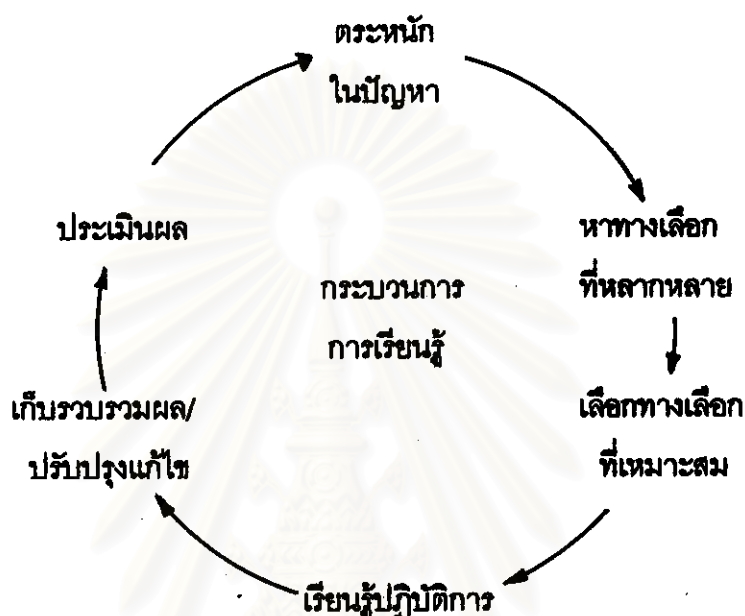 ตระหนัก
ในปัญหา
หาทางเลือก
ที่หลากหลาย
เลือกทางเลือก
ที่เหมาะสม
เรียนรู้ปฏิบัติการ
เก็บรวบรวมผล/
ปรับปรุงแก้ไข
ประเมินผล
กระบวนการ
การเรียนรู้